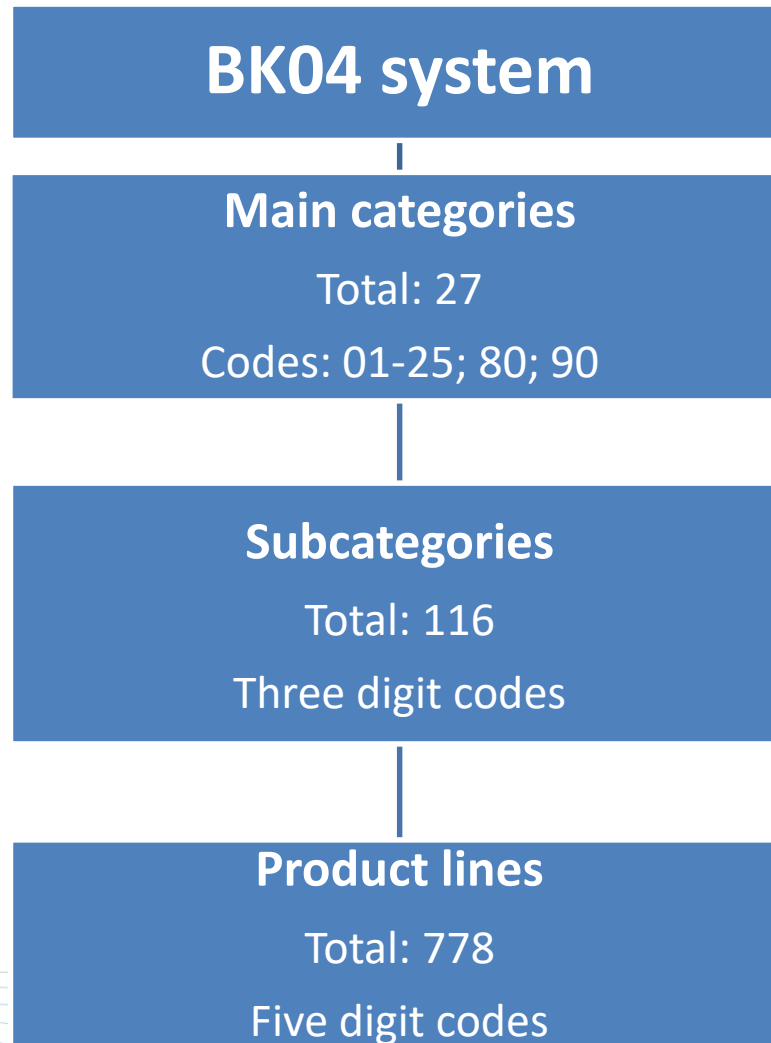 BK04 system
Main categories
Total: 27
Codes: 01-25; 80; 90
Subcategories
Total: 116
Three digit codes
Product lines
Total: 778
Five digit codes